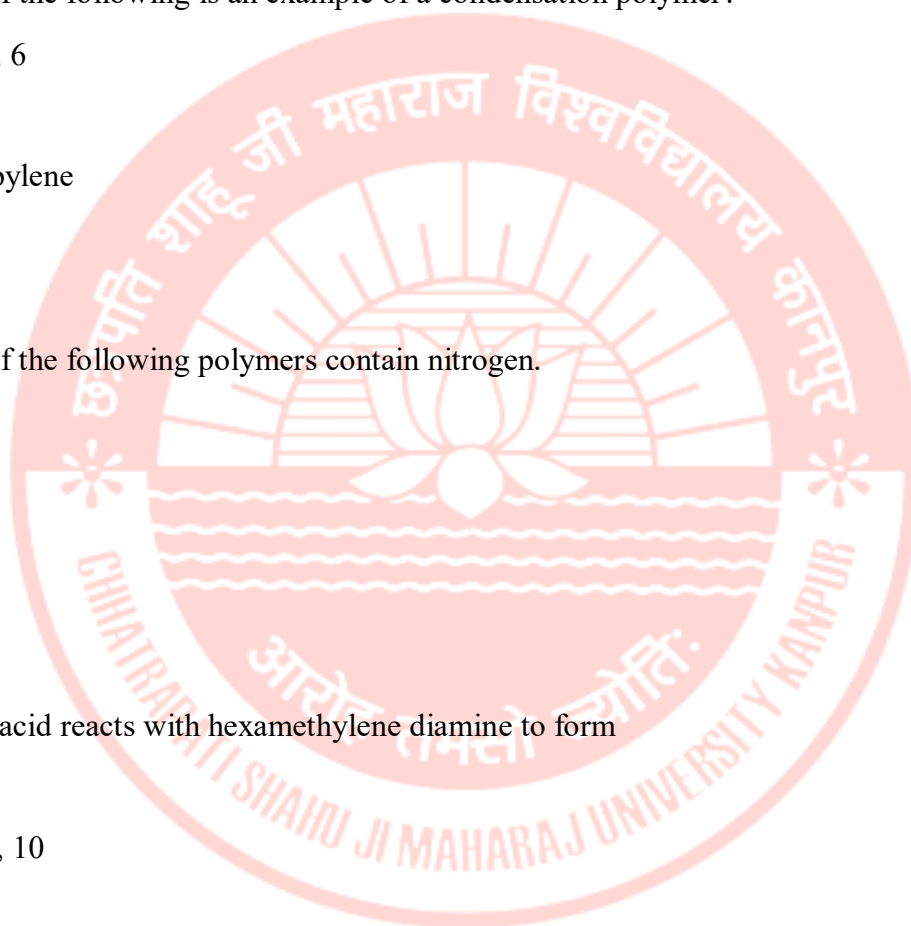 f the following is an example of a condensation polymer?
, 6
pylene
f the following polymers contain nitrogen.
acid reacts with hexamethylene diamine to form
, 10
छत्रपति शाहू जी महाराज विश्वविद्यालय कानपुर
आरोह तमसो ज्योतिः
CHHATRAPATI SHAHU JI MAHARAJ UNIVERSITY KANPUR